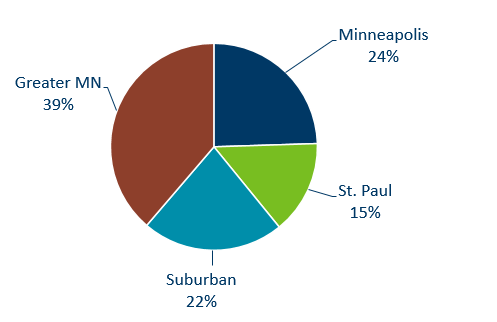 Minneapolis
24%
Greater MN
39%
St. Paul
15%
Suburban
22%